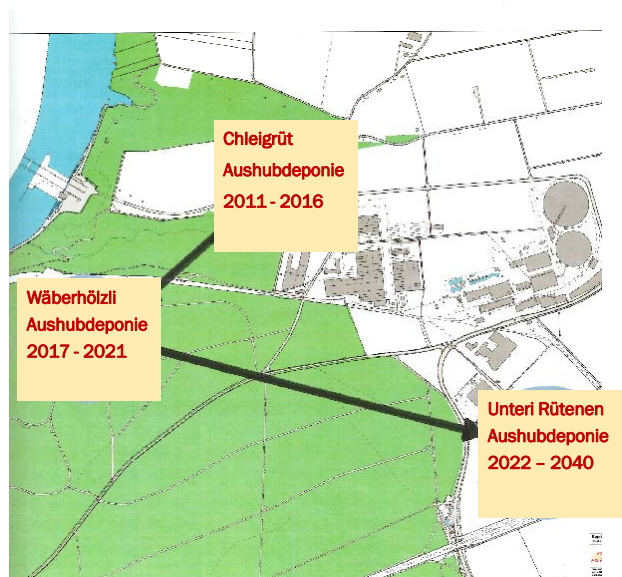 Chleigrüt
Aushubdeponie
2011 - 2016
Wäberhölzli
Aushubdeponie
2017 - 2021
Unteri Rütenen
Aushubdeponie
2022 – 2040